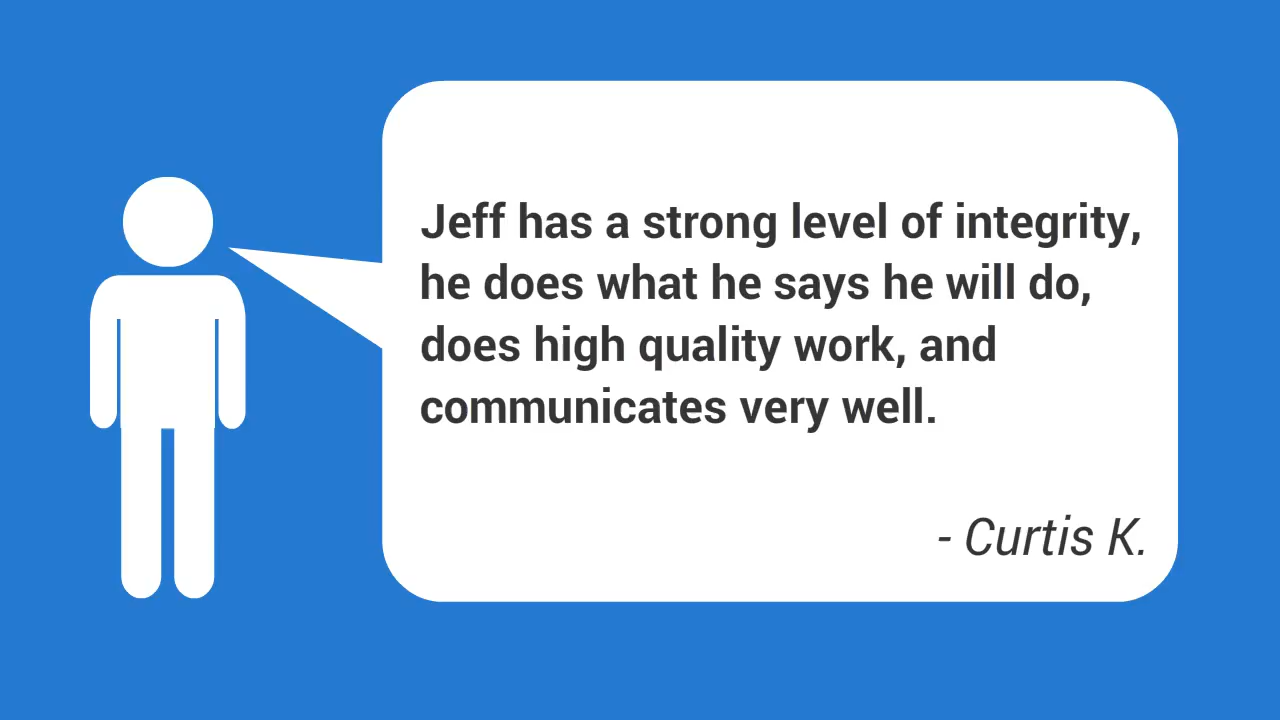 Jeff has a strong level of integrity,
he does what he says he will do,
does high quality work, and
communicates very well.
- Curtis K.